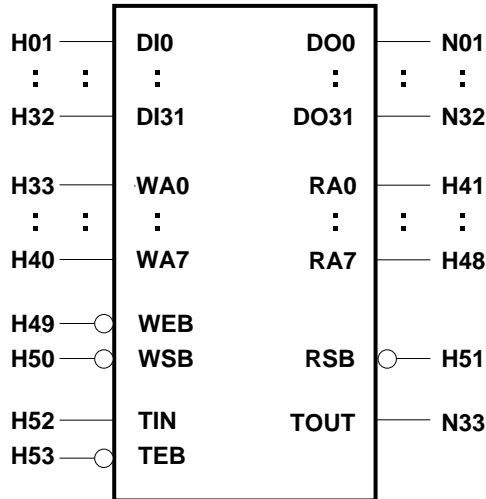 H01 DI0 DO0 N01
: : : : : :
H32 DI31 DO31 N32
H33 WA0 RA0 H41
: : : : : :
H40 WA7 RA7 H48
H49 WEB
H50 WSB RSB H51
H52 TIN TOUT N33
H53 TEB